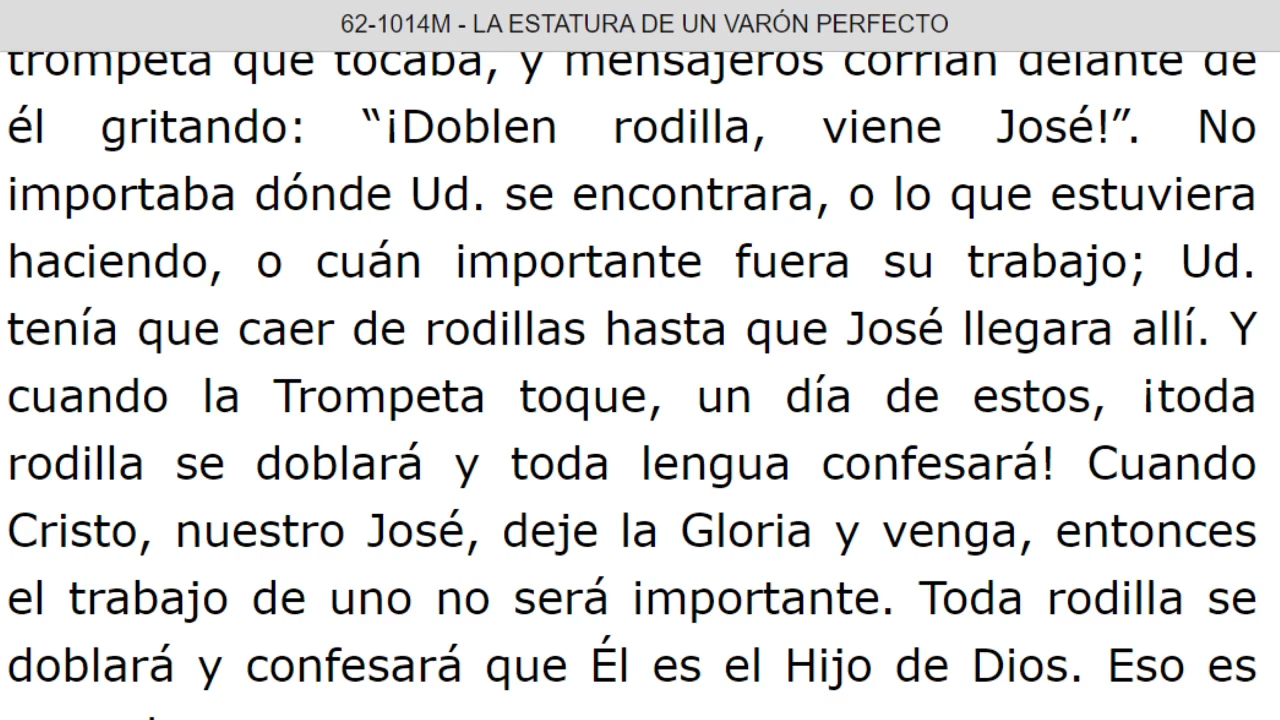 62-1014M - LA ESTATURA DE UN VARÓN PERFECTO
trompeta que tocaba, y mensajeros corrían delante de
él gritando: “¡Doblen rodilla, viene José!”. No
importaba dónde Ud. se encontrara, o lo que estuviera
haciendo, o cuán importante fuera su trabajo; Ud.
tenía que caer de rodillas hasta que José llegara allí. Y
cuando la Trompeta toque, un día de estos, ¡toda
rodilla se doblará y toda lengua confesará! Cuando
Cristo, nuestro José, deje la Gloria y venga, entonces
el trabajo de uno no será importante. Toda rodilla se
doblará y confesará que Él es el Hijo de Dios. Eso es